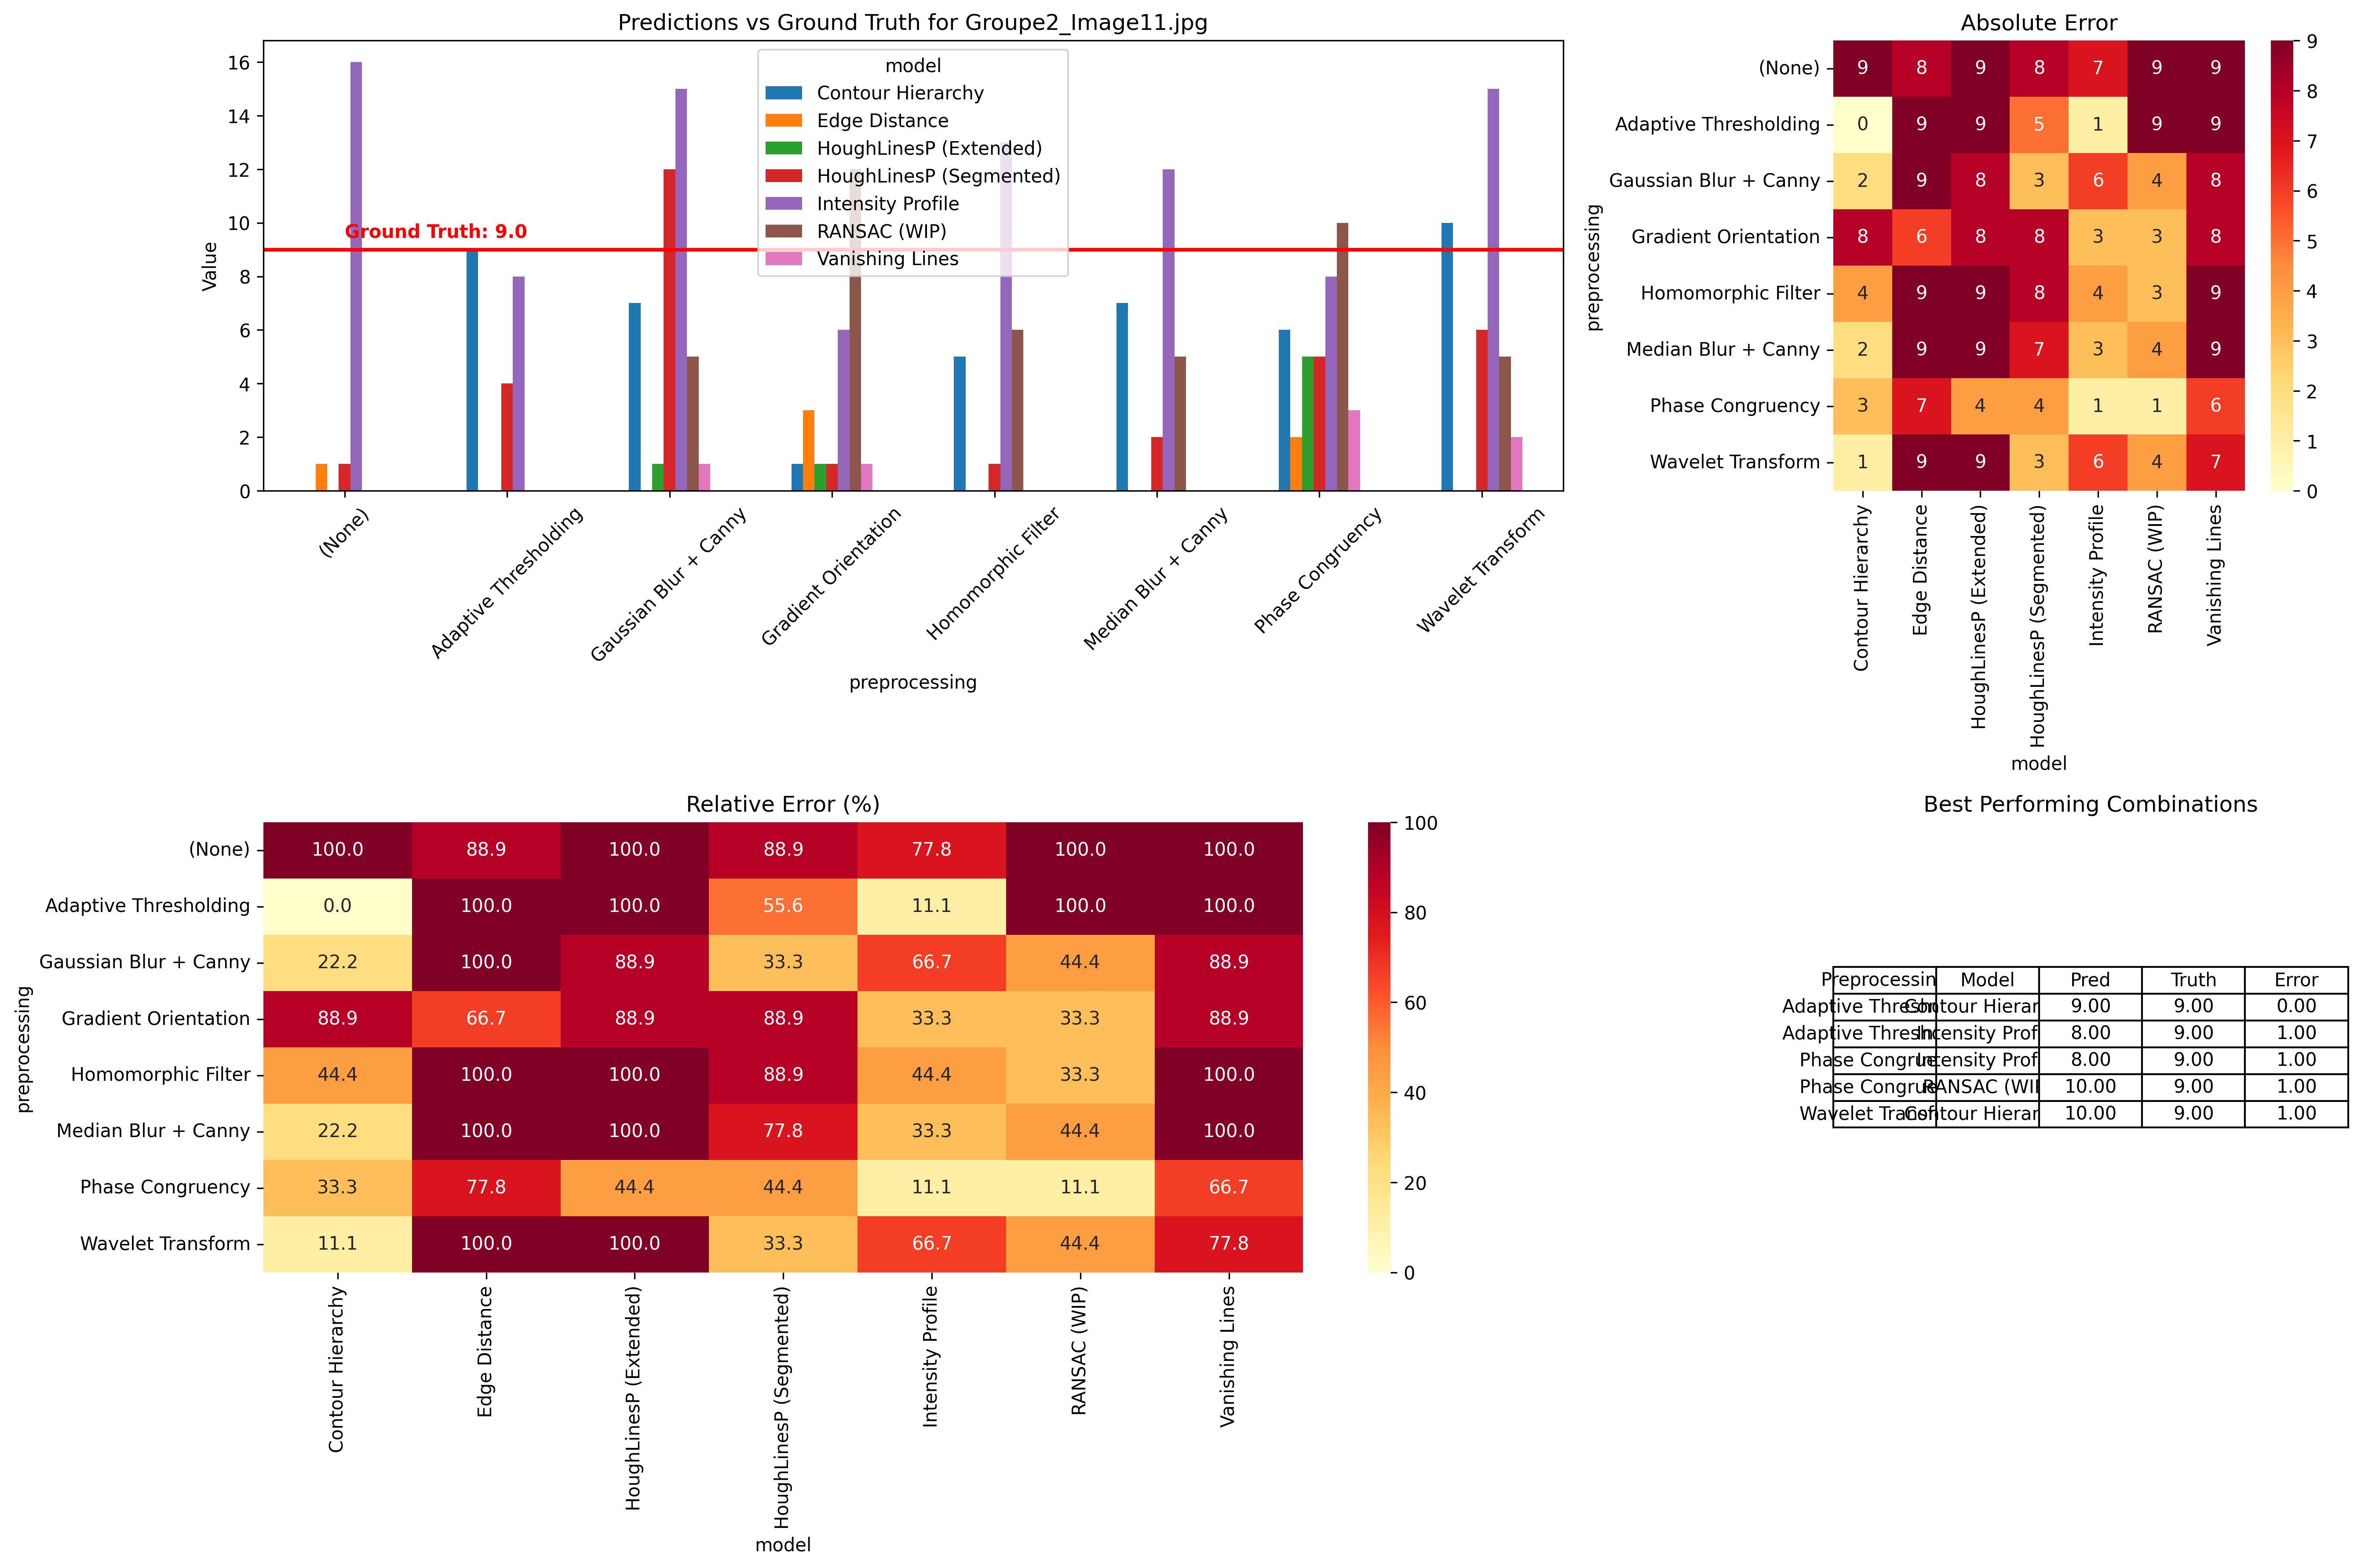 Predictions vs Ground Truth for Groupe2_Image11.jpg
Value
16
14
12
10
8
6
4
2
0
Ground Truth: 9.0
model
Contour Hierarchy
Edge Distance
HoughLinesP (Extended)
HoughLinesP (Segmented)
Intensity Profile
RANSAC (WIP)
Vanishing Lines
(None)
Adaptive Thresholding
Gaussian Blur + Canny
Gradient Orientation
Homomorphic Filter
Median Blur + Canny
Phase Congruency
Wavelet Transform
preprocessing
Absolute Error
preprocessing
(None) 9 8 9 8 7 9 9
Adaptive Thresholding 0 9 9 5 1 9 9
Gaussian Blur + Canny 2 9 8 3 6 4 8
Gradient Orientation 8 6 8 8 3 3 8
Homomorphic Filter 4 9 9 8 4 3 9
Median Blur + Canny 2 9 9 7 3 4 9
Phase Congruency 3 7 4 4 1 1 6
Wavelet Transform 1 9 9 3 6 4 7
Contour Hierarchy
Edge Distance
HoughLinesP (Extended)
HoughLinesP (Segmented)
Intensity Profile
RANSAC (WIP)
Vanishing Lines
model
9
8
7
6
5
4
3
2
1
0
Relative Error (%)
preprocessing
(None) 100.0 88.9 100.0 88.9 77.8 100.0 100.0
Adaptive Thresholding 0.0 100.0 100.0 55.6 11.1 100.0 100.0
Gaussian Blur + Canny 22.2 100.0 88.9 33.3 66.7 44.4 88.9
Gradient Orientation 88.9 66.7 88.9 88.9 33.3 33.3 88.9
Homomorphic Filter 44.4 100.0 100.0 88.9 44.4 33.3 100.0
Median Blur + Canny 22.2 100.0 100.0 77.8 33.3 44.4 100.0
Phase Congruency 33.3 77.8 44.4 44.4 11.1 11.1 66.7
Wavelet Transform 11.1 100.0 100.0 33.3 66.7 44.4 77.8
Contour Hierarchy
Edge Distance
HoughLinesP (Extended)
HoughLinesP (Segmented)
Intensity Profile
RANSAC (WIP)
Vanishing Lines
model
100
80
60
40
20
0
Best Performing Combinations
Preprocessin Model Pred Truth Error
Adaptive 9.00 9.00 0.00
Adaptive Prof 8.00 9.00 1.00
Phase Prof 8.00 9.00 1.00
Phase 10.00 9.00 1.00
Wavelet 10.00 9.00 1.00